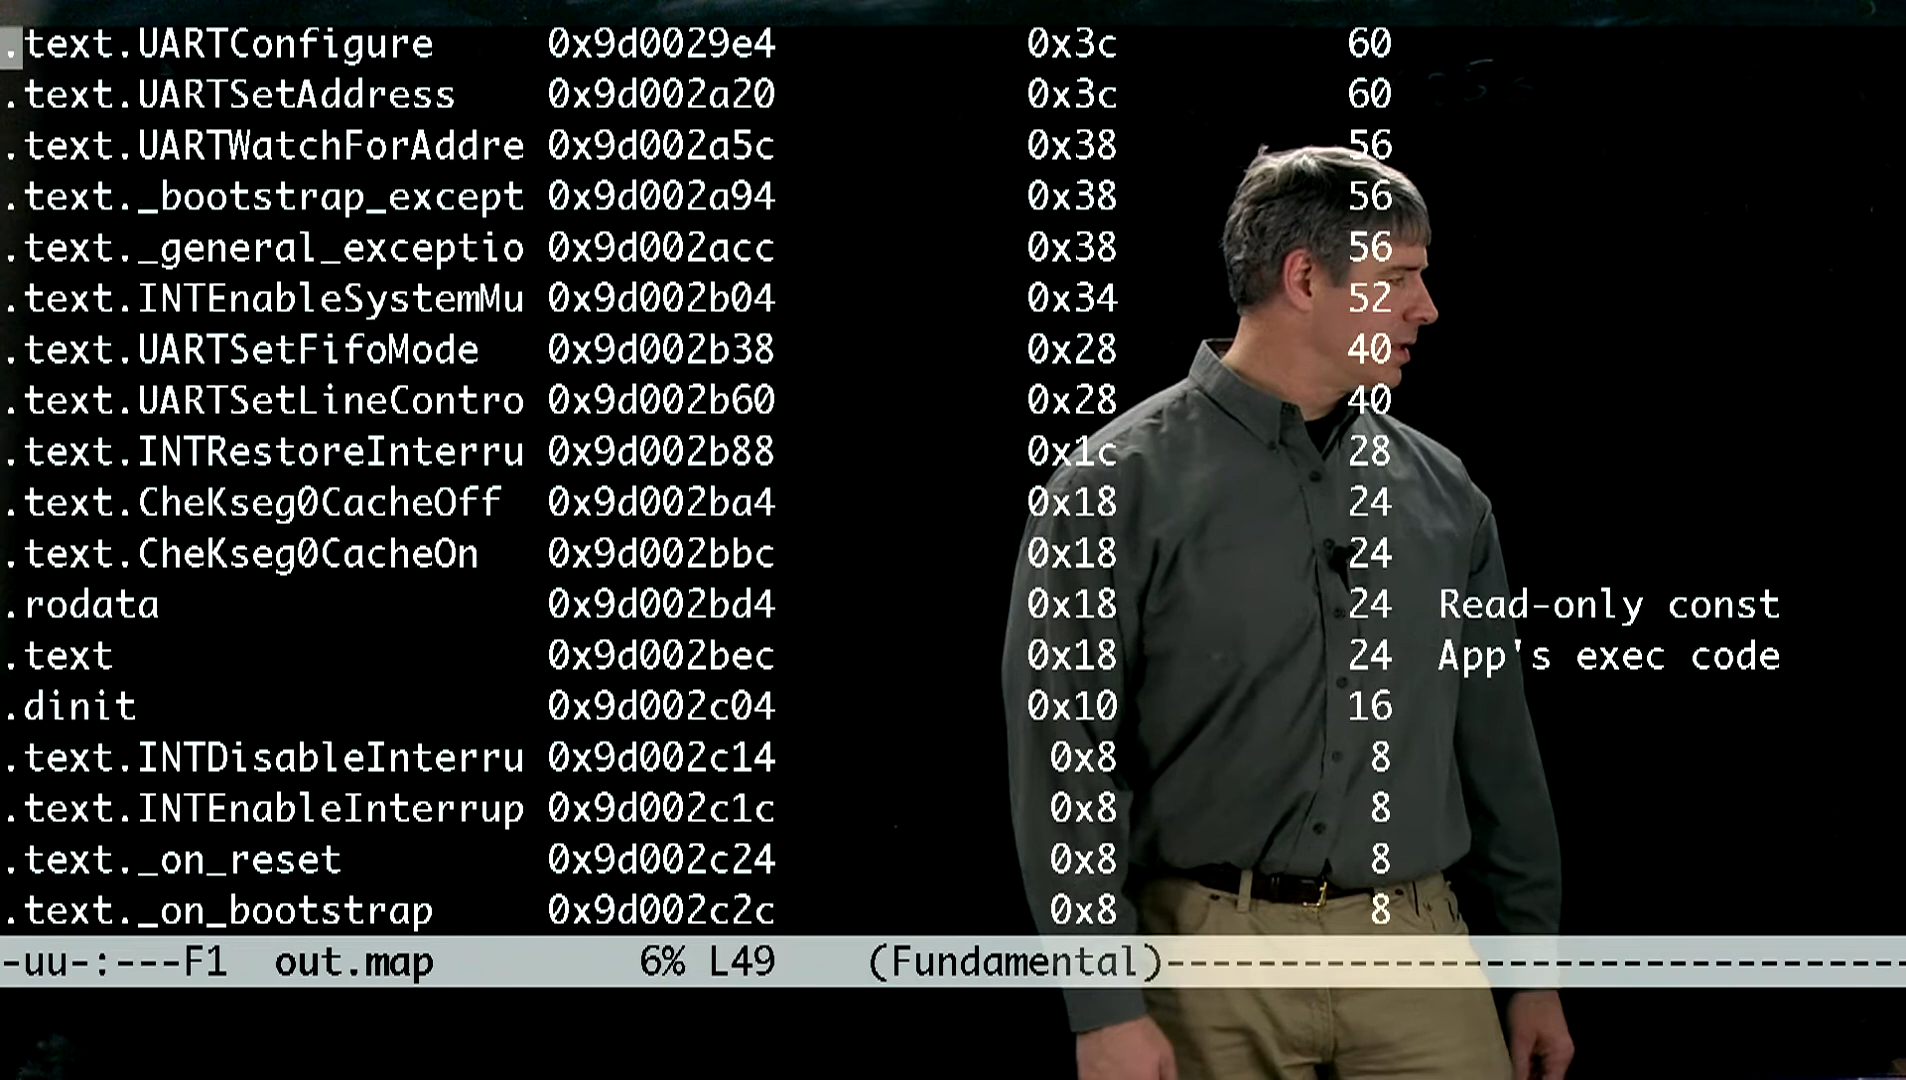 .text.UARTConfigure 0x9d0029e4 0x3c 60
.text.UARTSetAddress 0x9d002a20 0x3c 60
.text.UARTWatchForAddre 0x9d002a5c 0x38 56
.text._bootstrap_except 0x9d002a94 0x38 56
.text._general_exceptio 0x9d002acc 0x38 56
.text.INTEnableSystemMu 0x9d002b04 0x34 52
.text.UARTSetFifoMode 0x9d002b38 0x28 40
.text.UARTSetLineContro 0x9d002b60 0x28 40
.text.INTRestoreInterru 0x9d002b88 0x1c 28
.text.CheKseg0CacheOff 0x9d002ba4 0x18 24
.text.CheKseg0CacheOn 0x9d002bbc 0x18 24
.rodata 0x9d002bd4 0x18 24 Read-only const
.text 0x9d002bec 0x18 24 App's exec code
.dinit 0x9d002c04 0x10 16
.text.INTDisableInterru 0x9d002c14 0x8 8
.text.INTEnableInterrup 0x9d002c1c 0x8 8
.text._on_reset 0x9d002c24 0x8 8
.text._on_bootstrap 0x9d002c2c 0x8 8
-uu-:---F1 out.map 6% L49 (Fundamental)---------------------------------